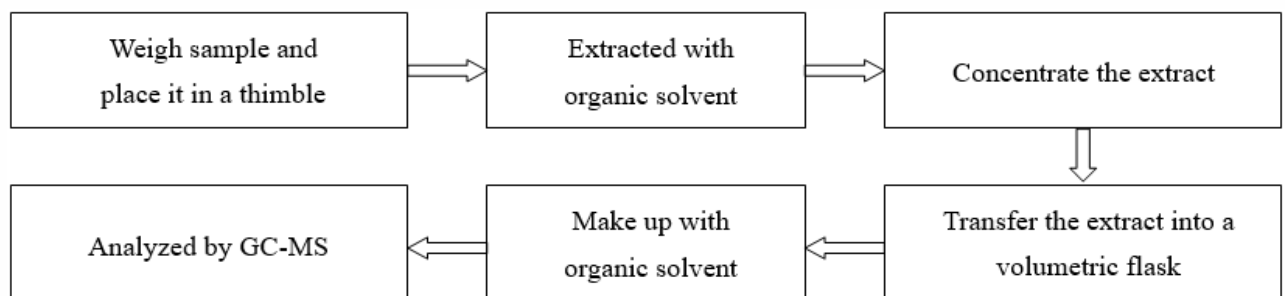 Weigh sample and
place it in a thimble
Extracted with
organic solvent
Concentrate the extract
Transfer the extract into a
volumetric flask
Make up with
organic solvent
Analyzed by GC-MS